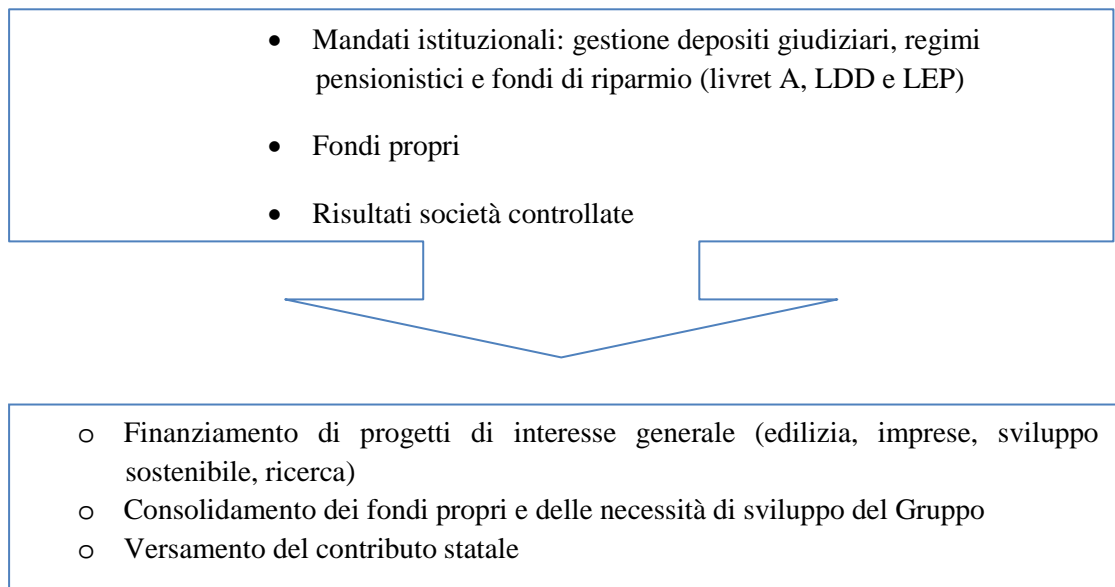 • Mandati istituzionali: gestione depositi giudiziari, regimi
pensionistici e fondi di riparmio (livret A, LDD e LEP)
• Fondi propri
• Risultati società controllate
o Finanziamento di progetti di interesse generale (edilizia, imprese, sviluppo
sostenibile, ricerca)
o Consolidamento dei fondi propri e delle necessità di sviluppo del Gruppo
o Versamento del contributo statale